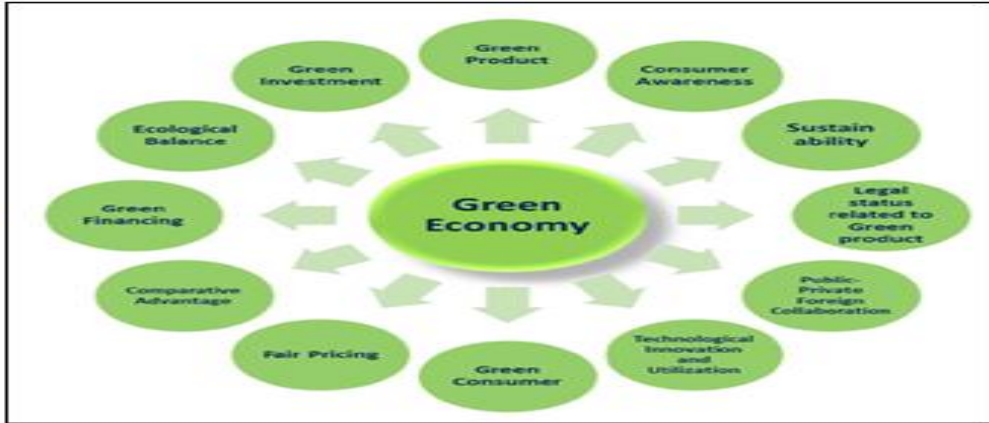 Green
Product
Consumer
Awareness
Sustain
ability
Legal
status
related to
Green
product
Public-
Private
Foreign
Collaboration
Technological
Innovation
and
Utilization
Green
Consumer
Fair Pricing
Comparative
Advantage
Green
Financing
Ecological
Balance
Green
Investment
Green
Economy